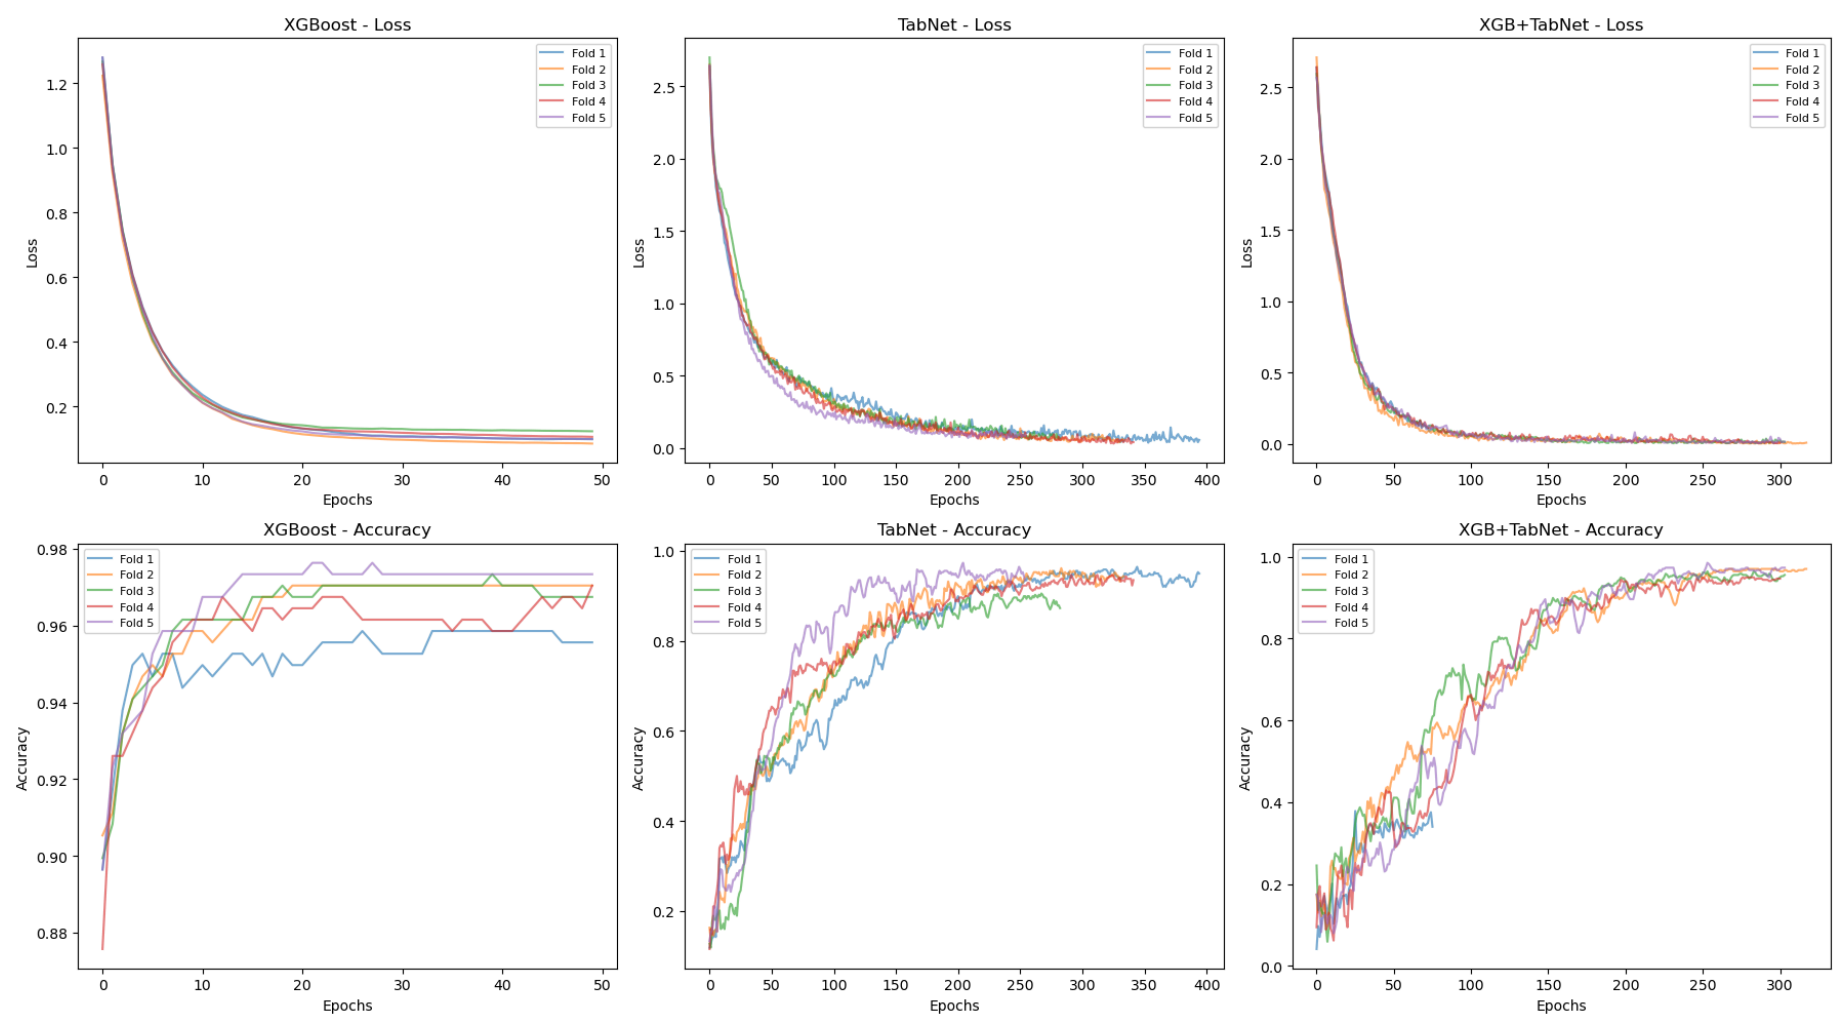 XGBoost - Loss
Loss
1.2
1.0
0.8
0.6
0.4
0.2
0 10 20 30 40 50
Epochs
Fold 1
Fold 2
Fold 3
Fold 4
Fold 5
TabNet - Loss
Loss
2.5
2.0
1.5
1.0
0.5
0.0
0 50 100 150 200 250 300 350 400
Epochs
Fold 1
Fold 2
Fold 3
Fold 4
Fold 5
XGB+TabNet - Loss
Loss
2.5
2.0
1.5
1.0
0.5
0.0
0 50 100 150 200 250 300
Epochs
Fold 1
Fold 2
Fold 3
Fold 4
Fold 5
XGBoost - Accuracy
Accuracy
0.98
0.96
0.94
0.92
0.90
0.88
0 10 20 30 40 50
Epochs
Fold 1
Fold 2
Fold 3
Fold 4
Fold 5
TabNet - Accuracy
Accuracy
1.0
0.8
0.6
0.4
0.2
0 50 100 150 200 250 300 350 400
Epochs
Fold 1
Fold 2
Fold 3
Fold 4
Fold 5
XGB+TabNet - Accuracy
Accuracy
1.0
0.8
0.6
0.4
0.2
0.0
0 50 100 150 200 250 300
Epochs
Fold 1
Fold 2
Fold 3
Fold 4
Fold 5